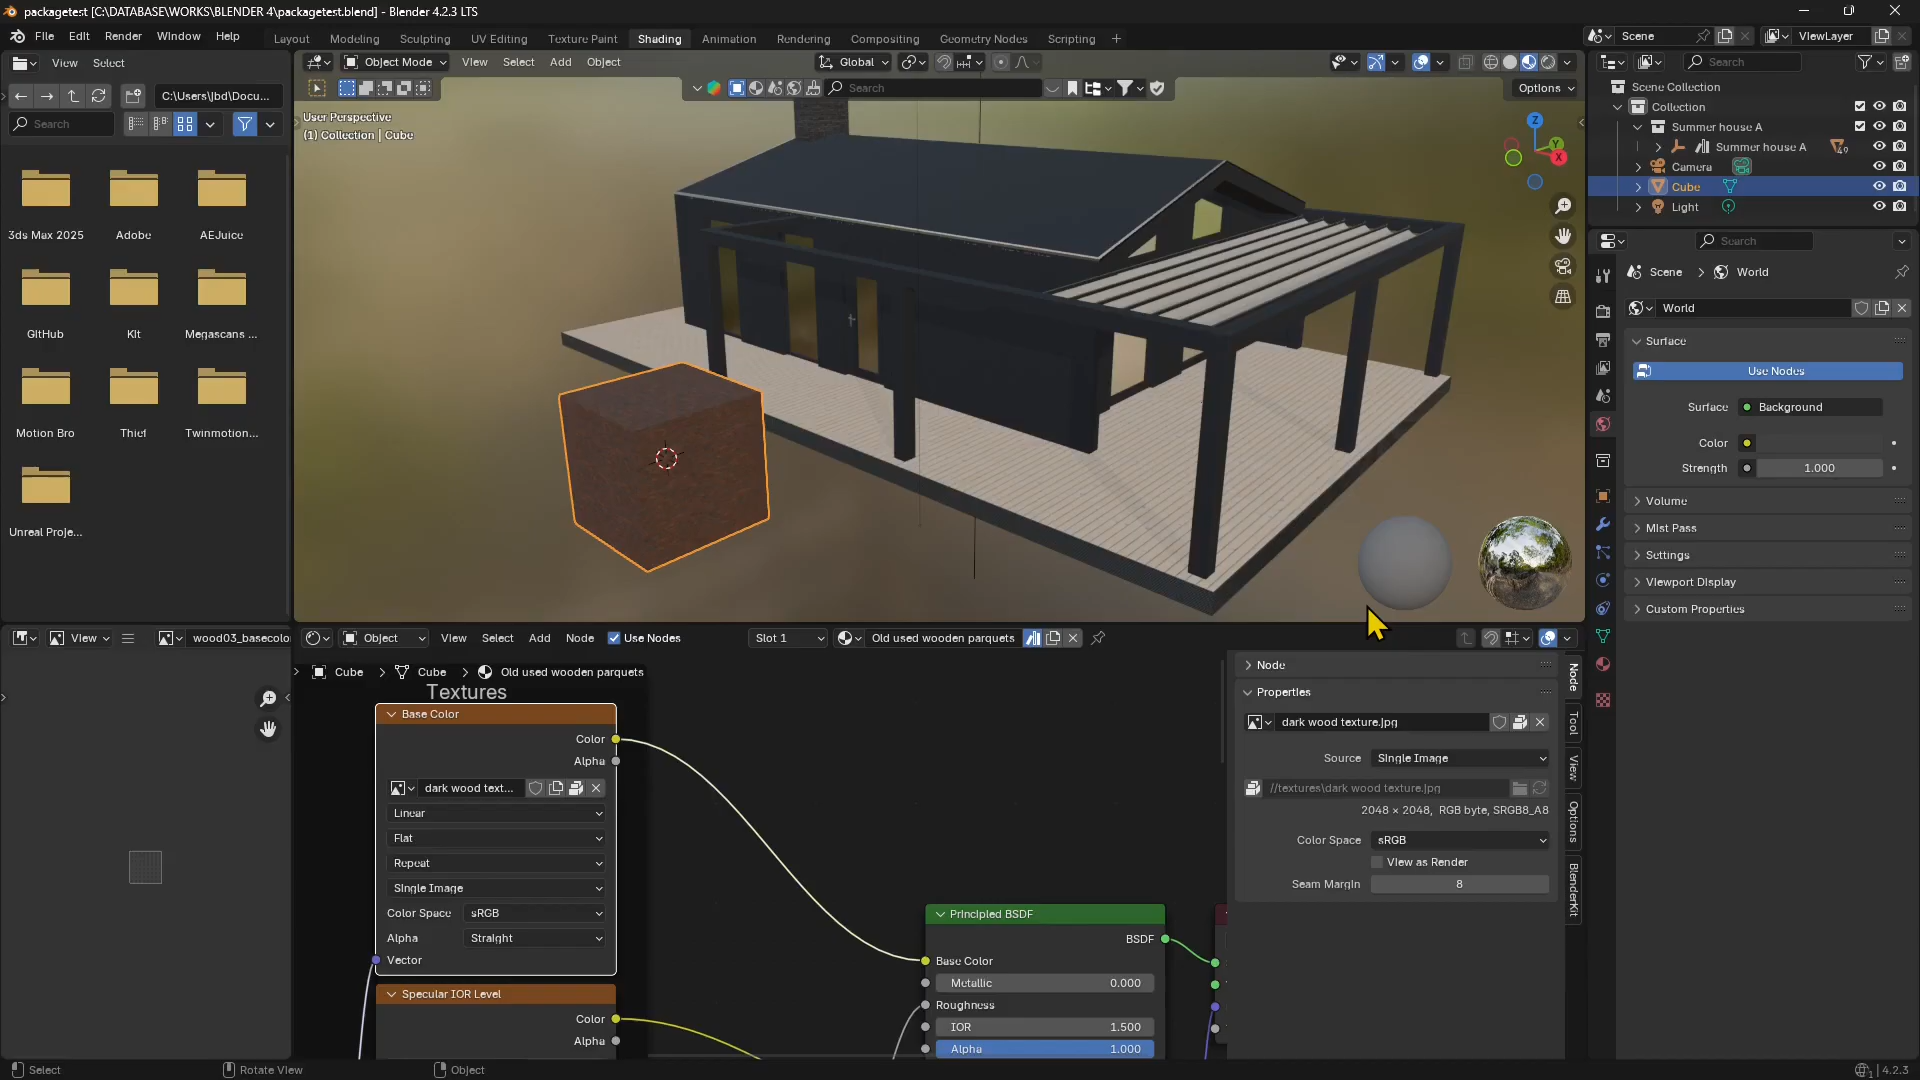 packagetest [C:\DATABASE\WORKS\BLENDER 4\packagetest.blend] - Blender 4.2.3 LTS
File Edit Render Window Help
Layout Modeling Sculpting UV Editing Texture Paint Shading Animation Rendering Compositing Geometry Nodes Scripting +
Scene ViewLayer
View Select
Object Mode View Select Add Object Global
Search
C:\Users\jbd\Docu...
Search Options
Search
User Perspective
(1) Collection | Cube
Z
Y
X
3ds Max 2025 Adobe AEJuice
GitHub Kit Megascans ...
Motion Bro Thief Twinmotion...
Unreal Proje...
Scene Collection
Collection
Summer house A
Summer house A 49
Camera
Cube
Light
Search
Scene > World
World
Surface
Use Nodes
Surface Background
Color
Strength 1.000
Volume
Mist Pass
Settings
Viewport Display
Custom Properties
View wood03_basecolo
Object View Select Add Node Use Nodes Slot 1 Old used wooden parquets
Cube > Cube > Old used wooden parquets
Textures
Base Color
Color
Alpha
dark wood text...
Linear
Flat
Repeat
Single Image
Color Space sRGB
Alpha Straight
Vector
Specular IOR Level
Color
Alpha
Principled BSDF
BSDF
Base Color
Metallic 0.000
Roughness
IOR 1.500
Alpha 1.000
Node
Properties
dark wood texture.jpg
Source Single Image
//textures\dark wood texture.jpg
2048 × 2048, RGB byte, SRGB8_A8
Color Space sRGB
View as Render
Seam Margin 8
Node
Tool
View
Options
BlenderKit
Select Rotate View Object 4.2.3